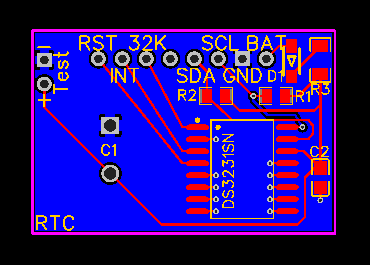 RST 32K SCL BAT
INT SDA GND D1
Test
- +
R2 R1 R3
C1 C2
DS3231SN
RTC